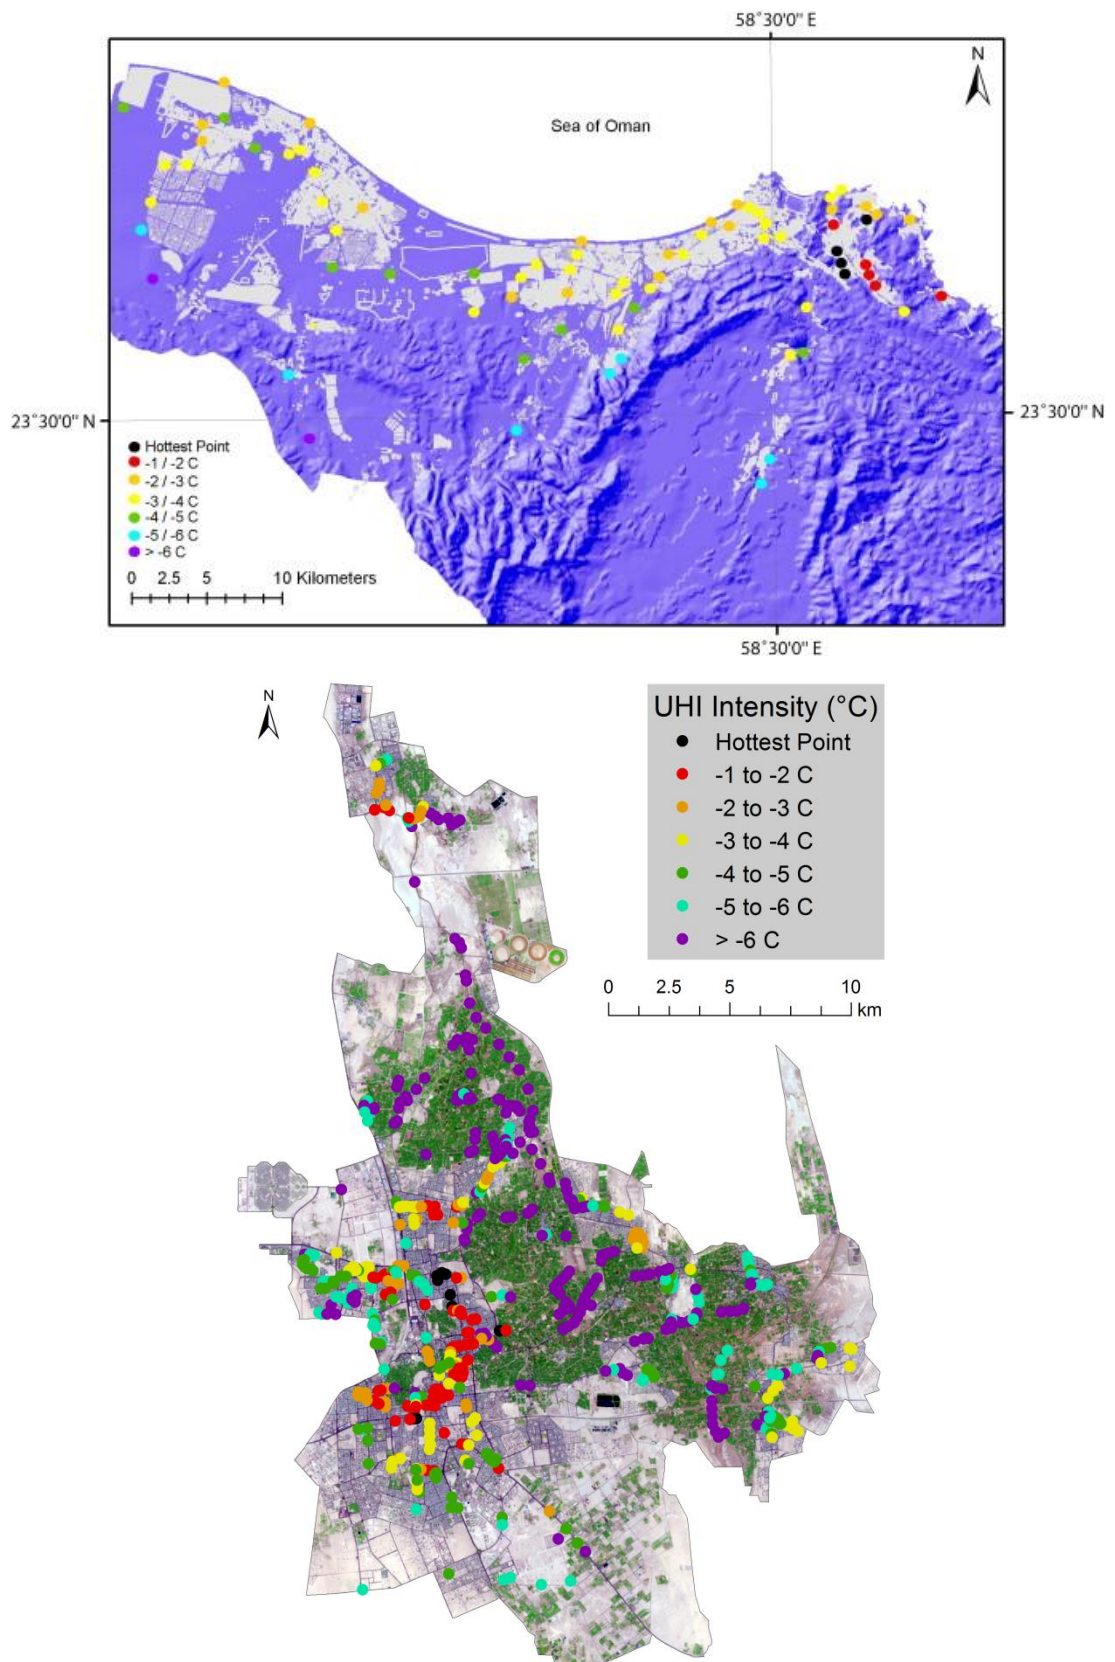 58°30'0" E
N
Sea of Oman
23°30'0" N
23°30'0" N
Hottest Point
-1 / -2 C
-2 / -3 C
-3 / -4 C
-4 / -5 C
-5 / -6 C
> -6 C
0 2.5 5 10 Kilometers
58°30'0" E
N
UHI Intensity (°C)
Hottest Point
-1 to -2 C
-2 to -3 C
-3 to -4 C
-4 to -5 C
-5 to -6 C
> -6 C
0 2.5 5 10
km